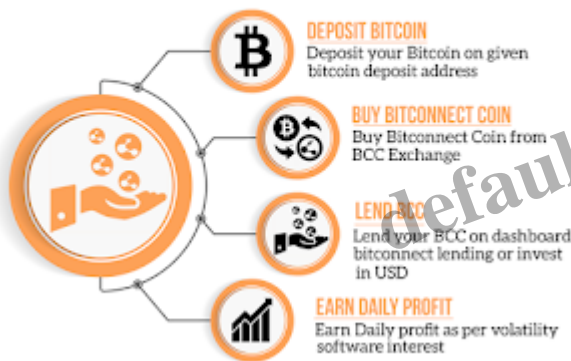 DEPOSIT BITCOIN
Deposit your Bitcoin on given
bitcoin deposit address
BUY BITCONNECT COIN
Buy Bitconnect Coin from
BCC Exchange
LEND BCC
Lend your BCC on dashboard
bitconnect lending or invest
in USD
EARN DAILY PROFIT
Earn Daily profit as per volatility
software interest